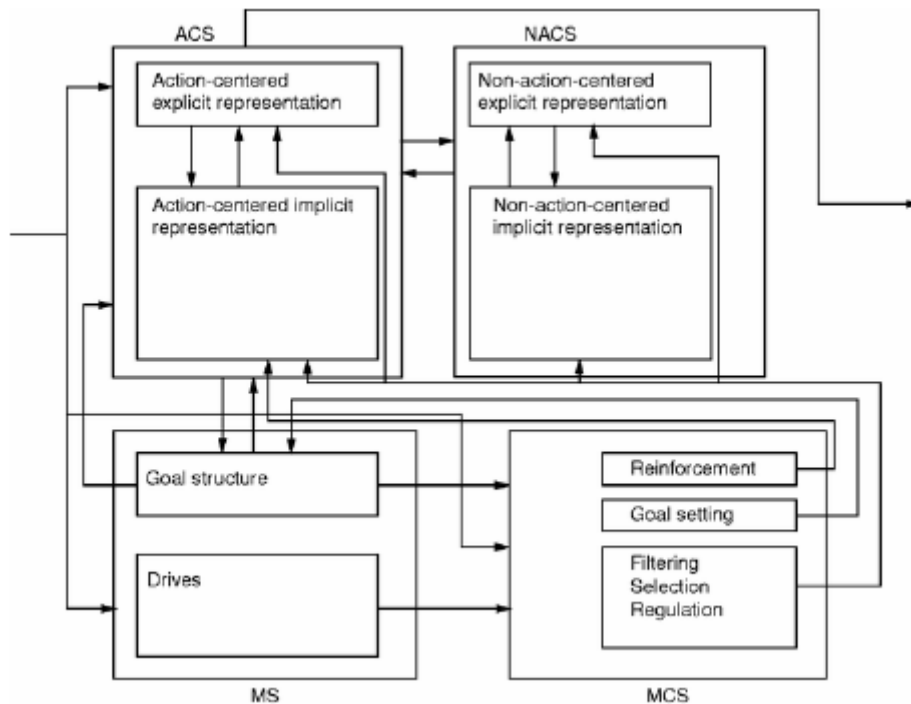 ACS
NACS
Action-centered
explicit representation
Non-action-centered
explicit representation
Action-centered implicit
representation
Non-action-centered
implicit representation
Goal structure
Drives
Reinforcement
Goal setting
Filtering
Selection
Regulation
MS
MCS